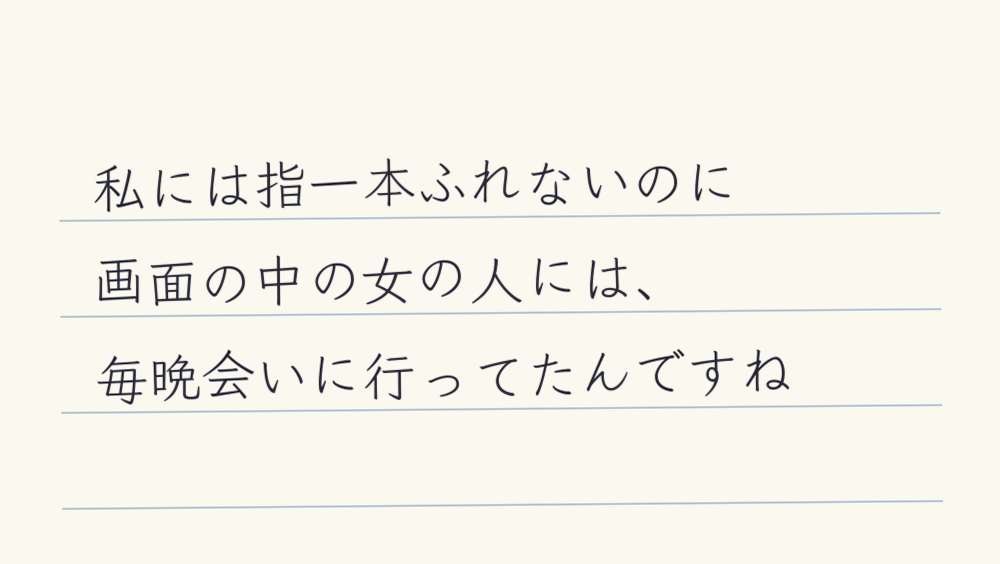 私には指一本ふれないのに
画面の中の女の人には、
毎晩会いに行ってたんですね